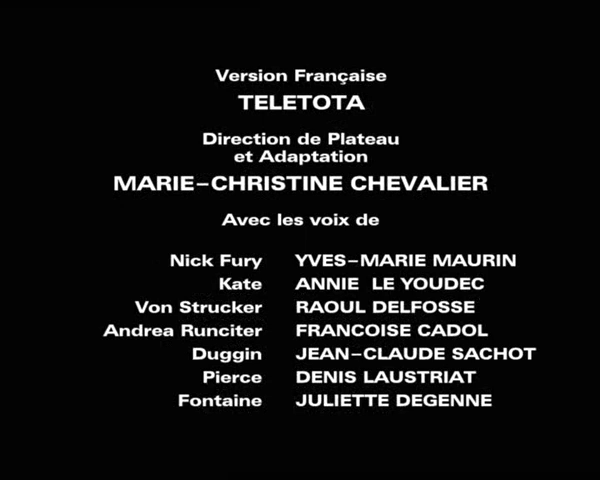 Version Française
TELETOTA
Direction de Plateau
et Adaptation
MARIE-CHRISTINE CHEVALIER
Avec les voix de
Nick Fury YVES-MARIE MAURIN
Kate ANNIE LE YOUDEC
Von Strucker RAOUL DELFOSSE
Andrea Runciter FRANCOISE CADOL
Duggin JEAN-CLAUDE SACHOT
Pierce DENIS LAUSTRIAT
Fontaine JULIETTE DEGENNE